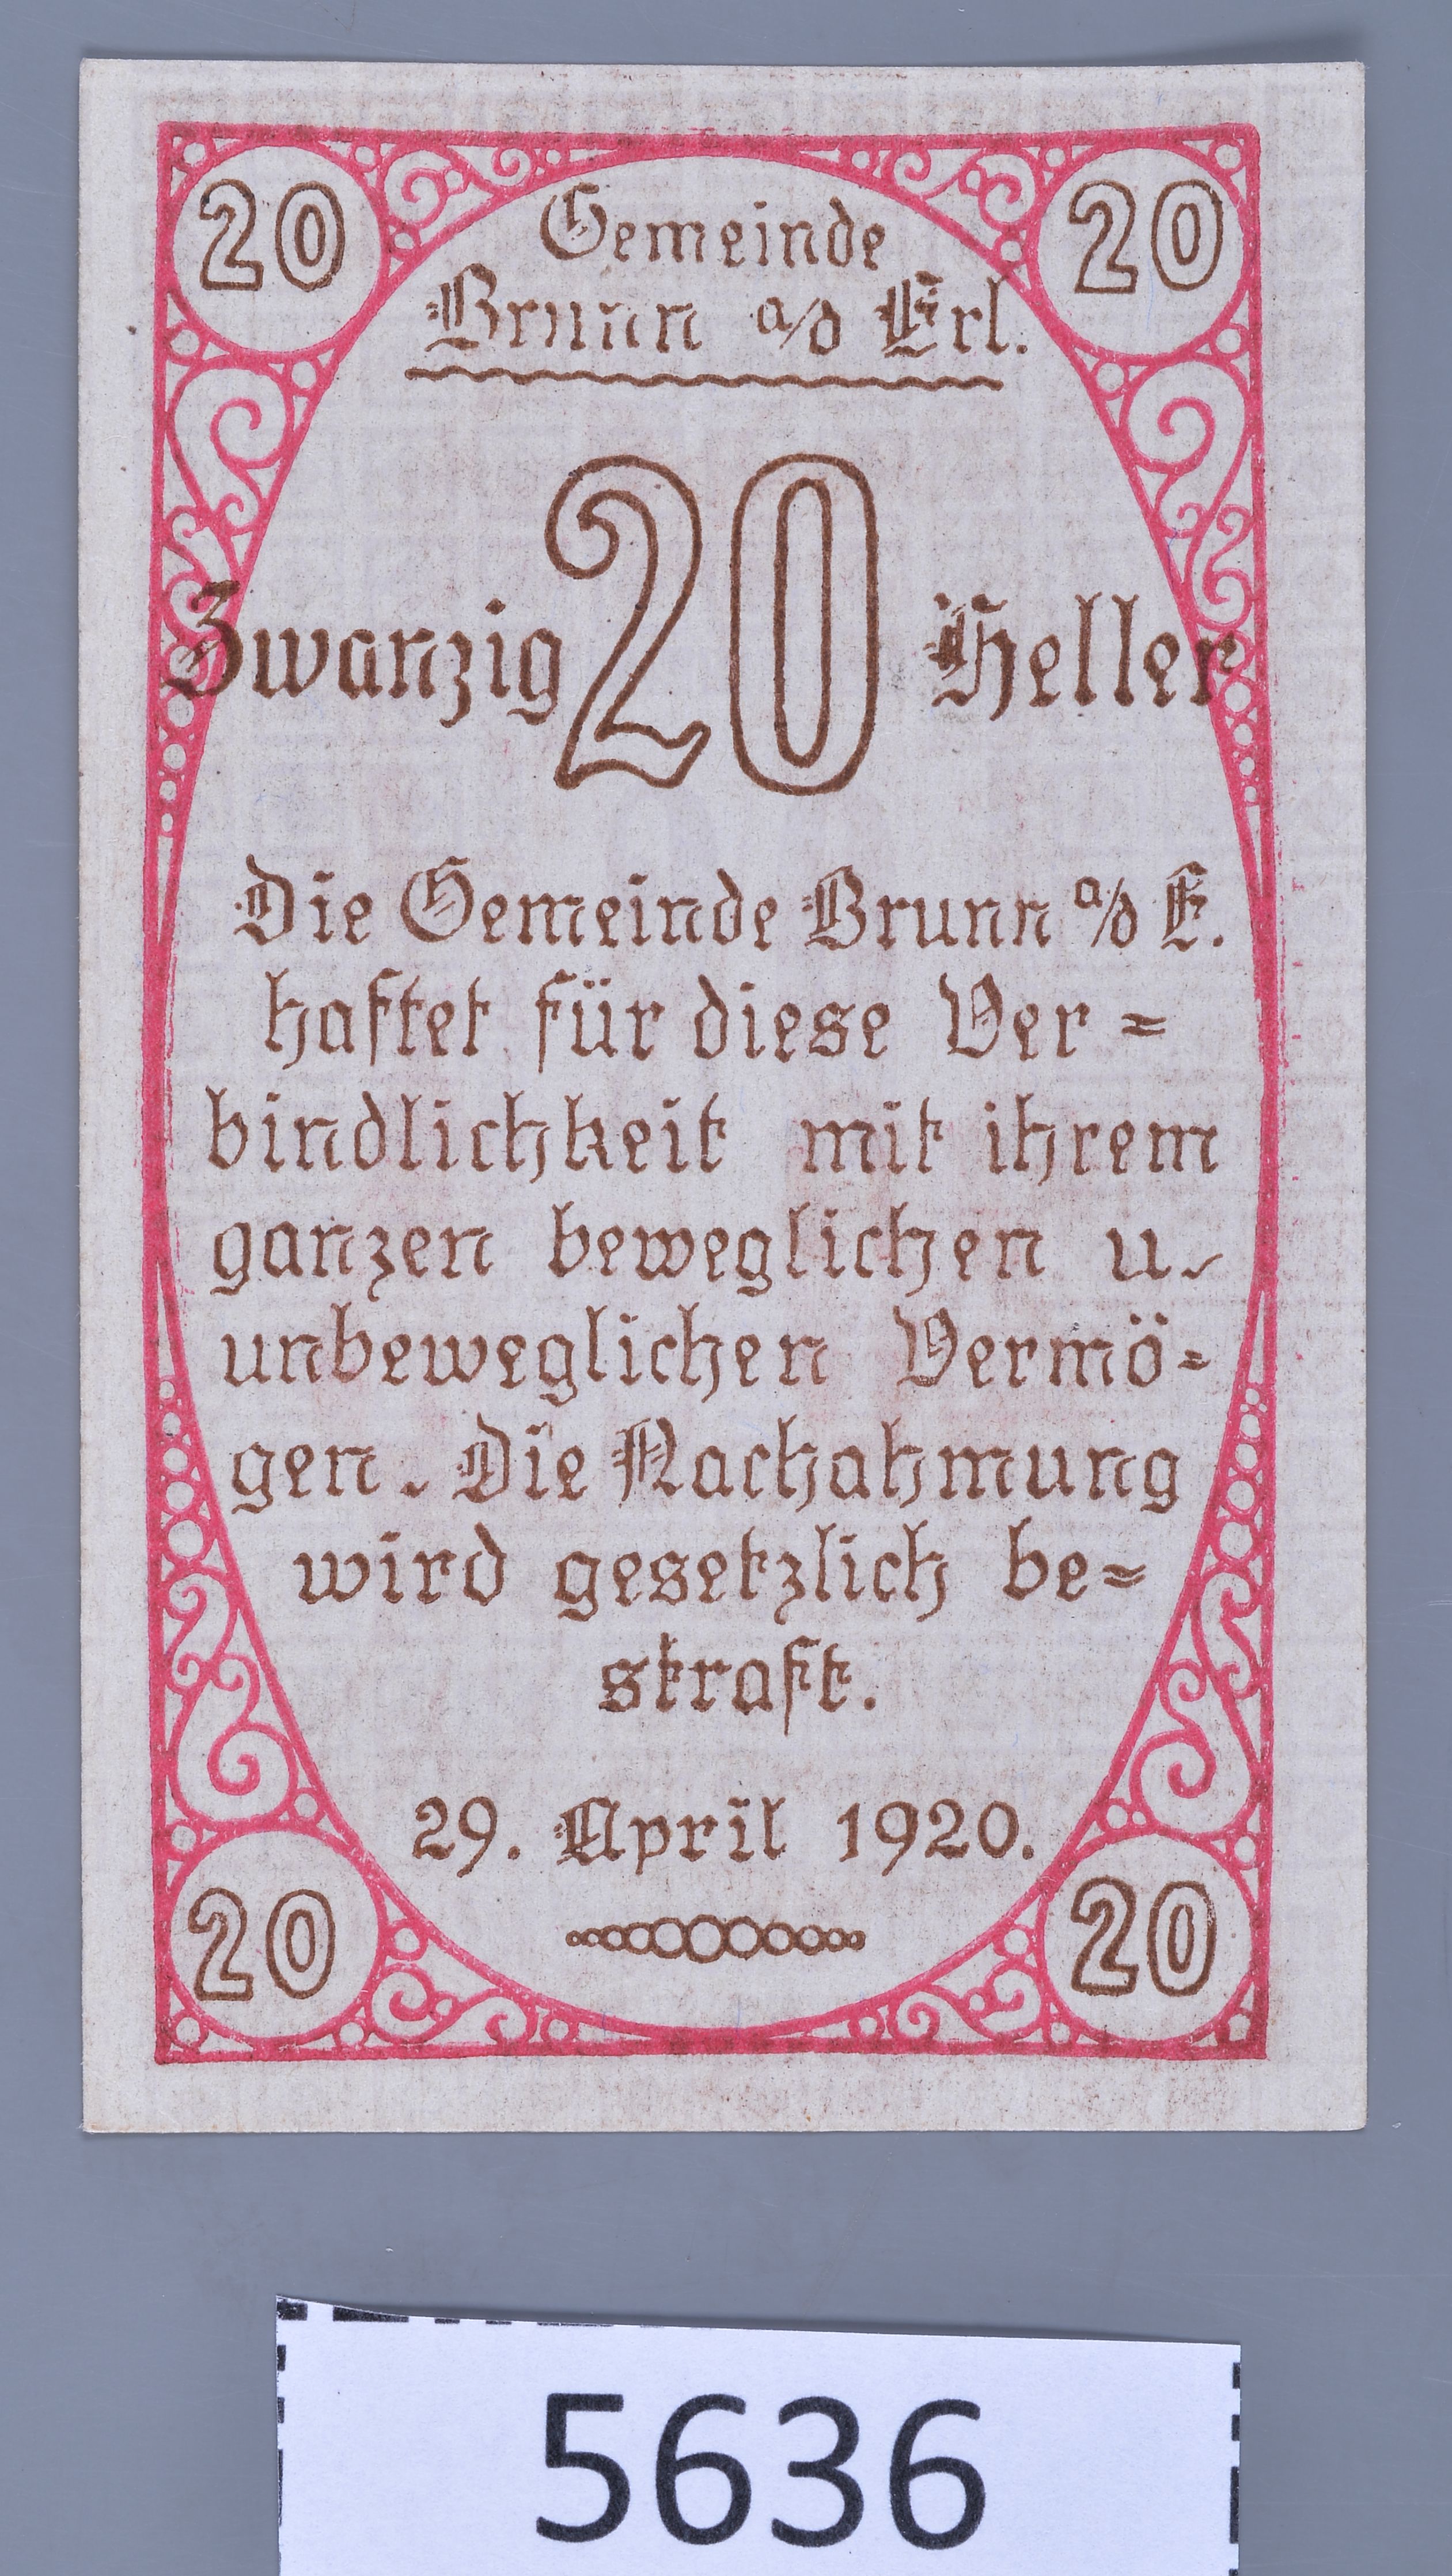 20 Gemeinde 20
Brunn a/d Erl.
Zwanzig 20 Heller
Die Gemeinde Brunn a/d E.
haftet für diese Ver=
bindlichkeit mit ihrem
ganzen beweglichen u.
unbeweglichen Vermö=
gen. Die Nachahmung
wird gesetzlich be=
straft.
29. April 1920.
20 20
5636